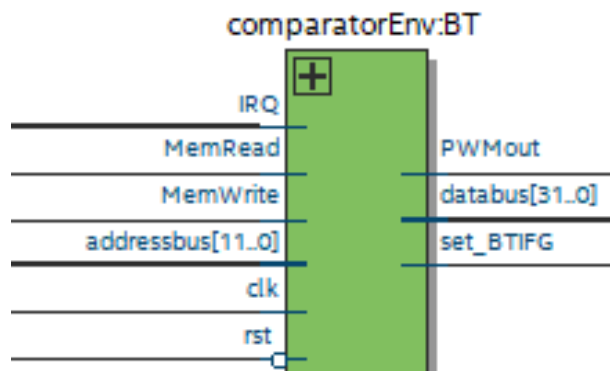 comparatorEnv:BT
IRQ
MemRead
PWMout
MemWrite
databus[31..0]
addressbus[11..0]
set_BTIFG
clk
rst